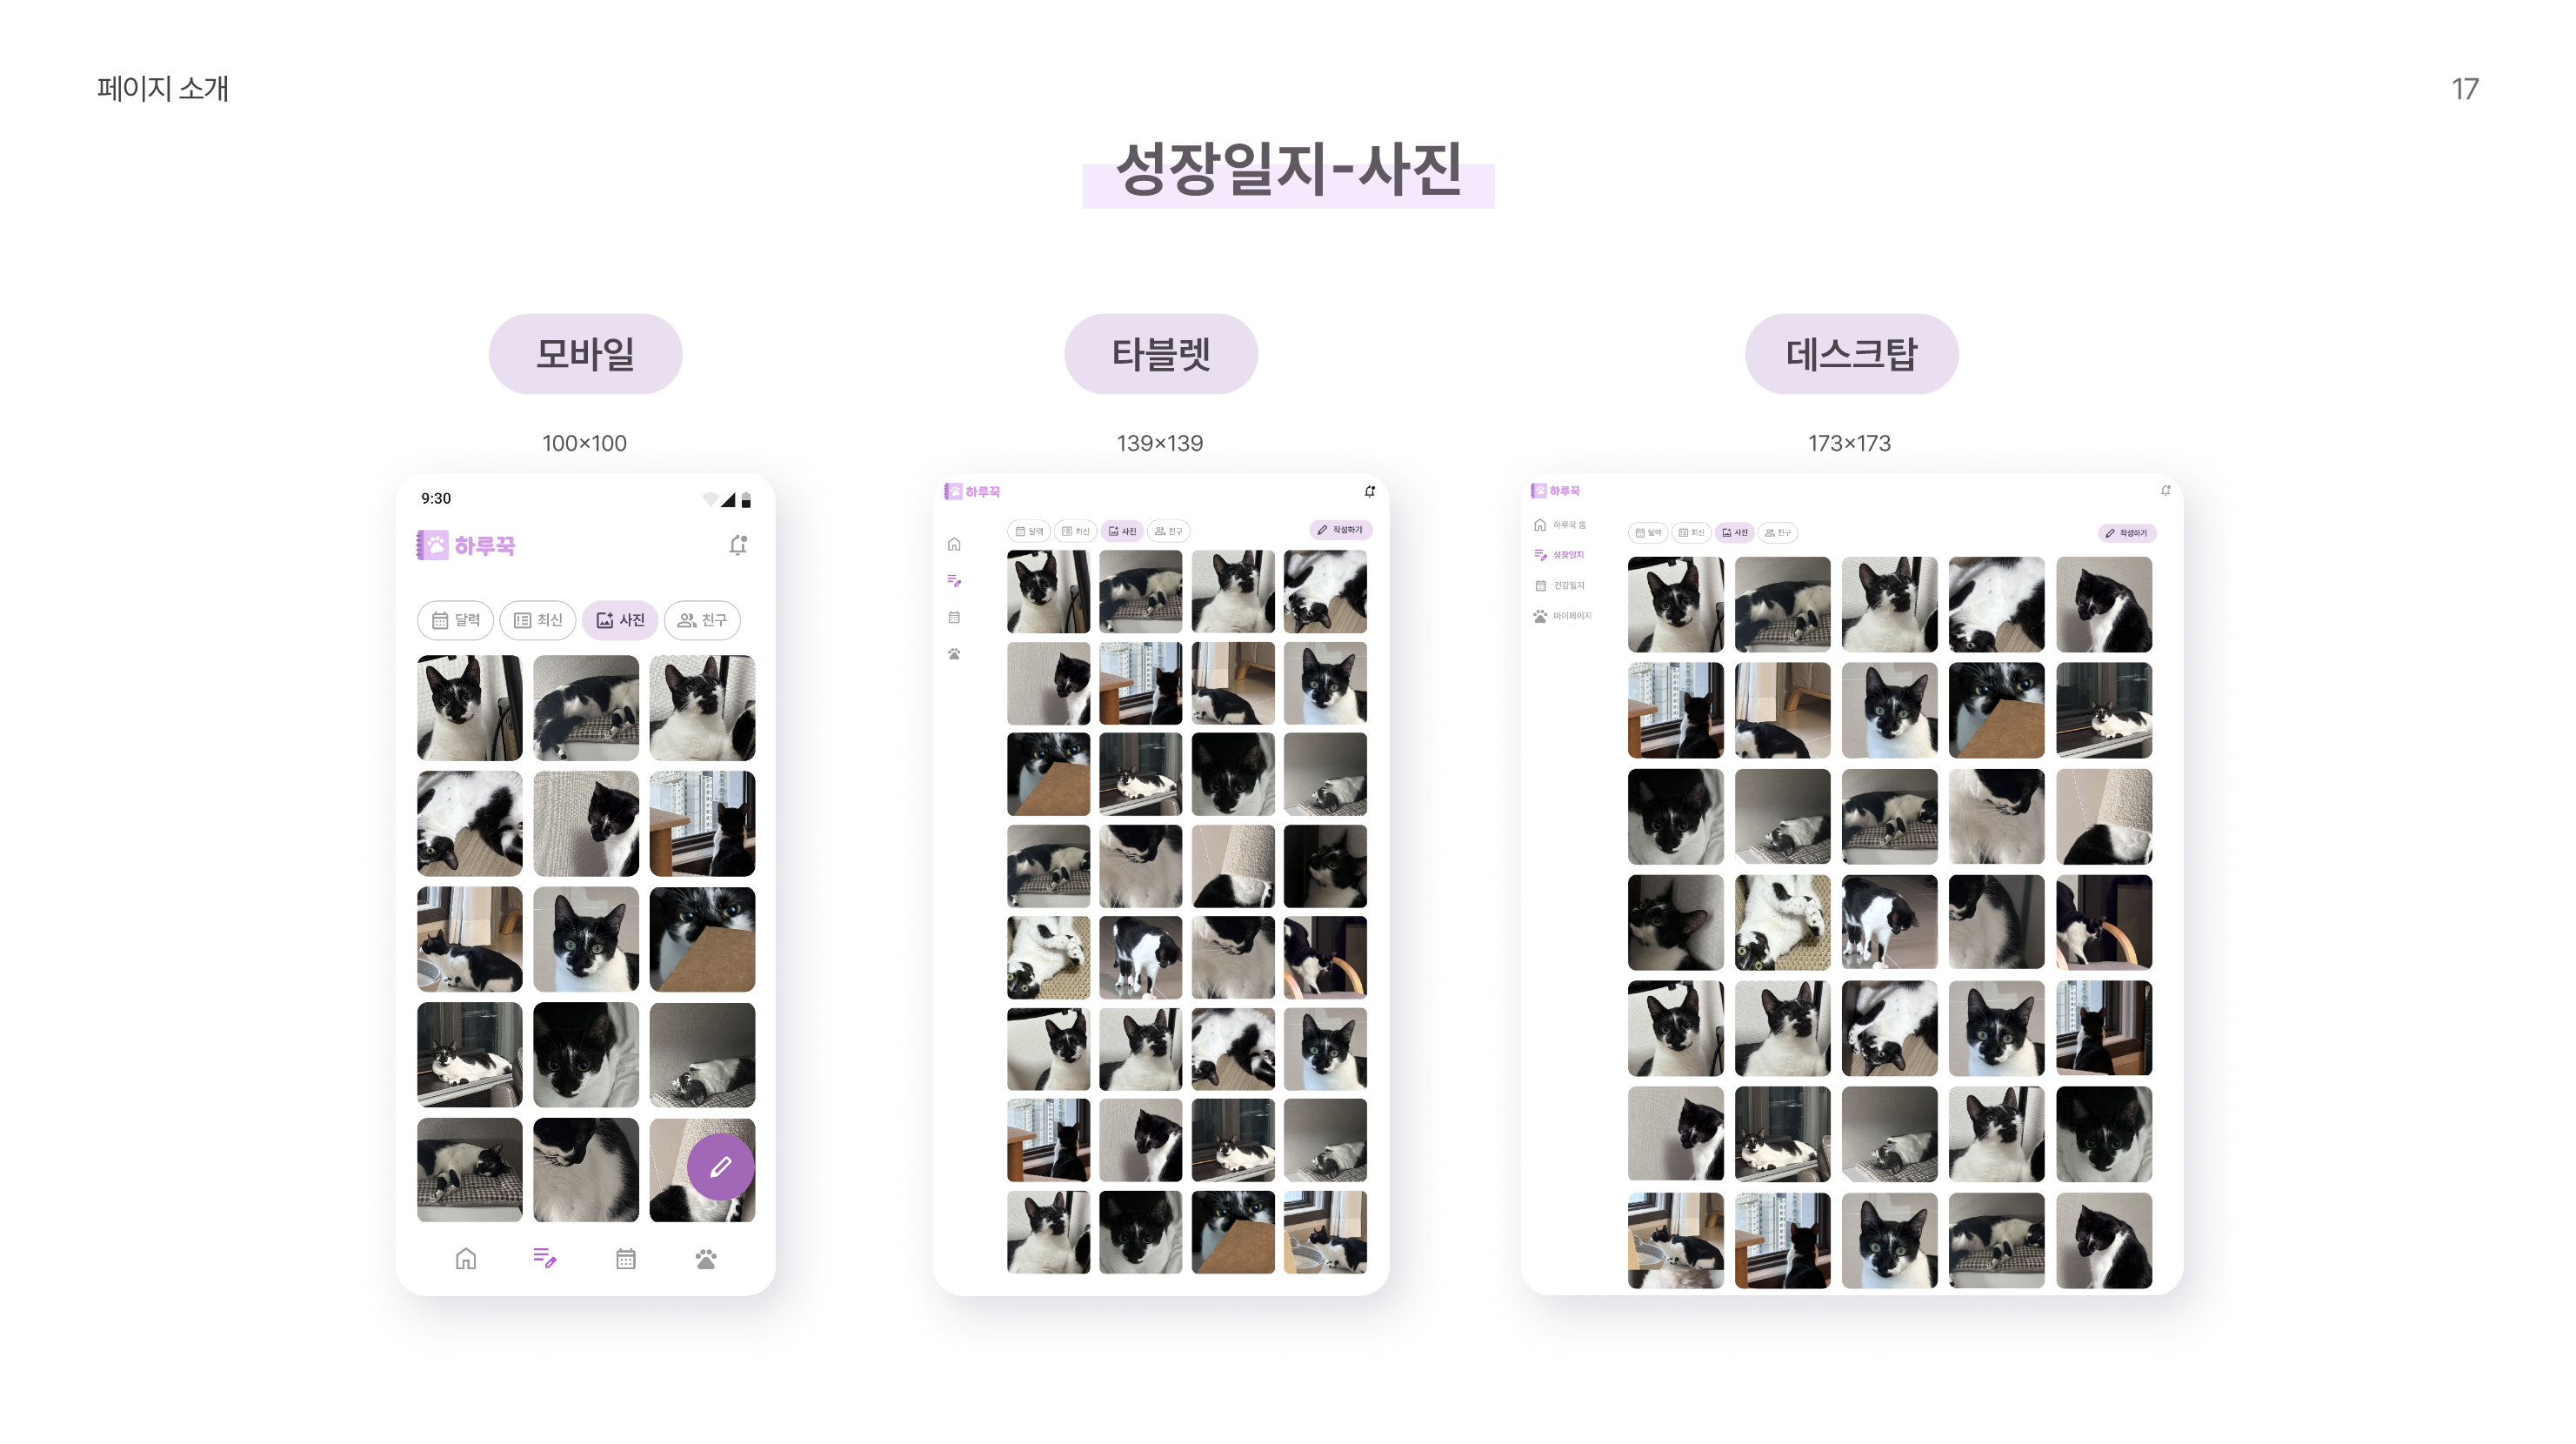 페이지 소개
17
성장일지-사진
모바일
타블렛
데스크탑
100×100
139×139
173×173
9:30
하루꾹
달력
최신
사진
친구
하루꾹
달력
최신
사진
친구
작성하기
하루꾹
하루꾹 홈
성장일지
건강일지
마이페이지
달력
최신
사진
친구
작성하기